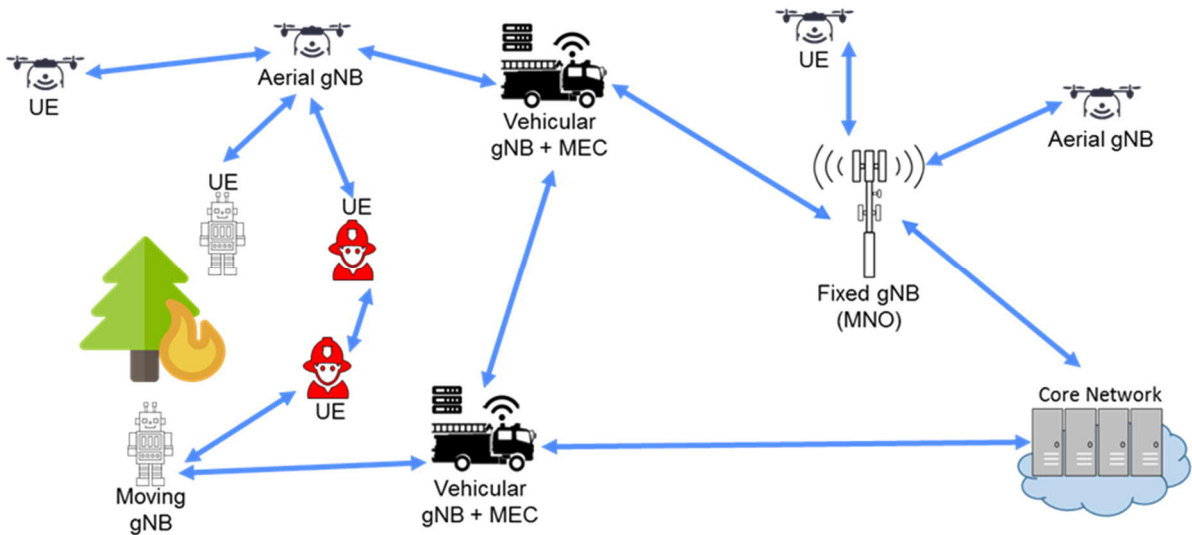 UE
Aerial gNB
Vehicular
gNB + MEC
UE
Aerial gNB
UE
UE
Fixed gNB
(MNO)
UE
Core Network
Moving
gNB
Vehicular
gNB + MEC